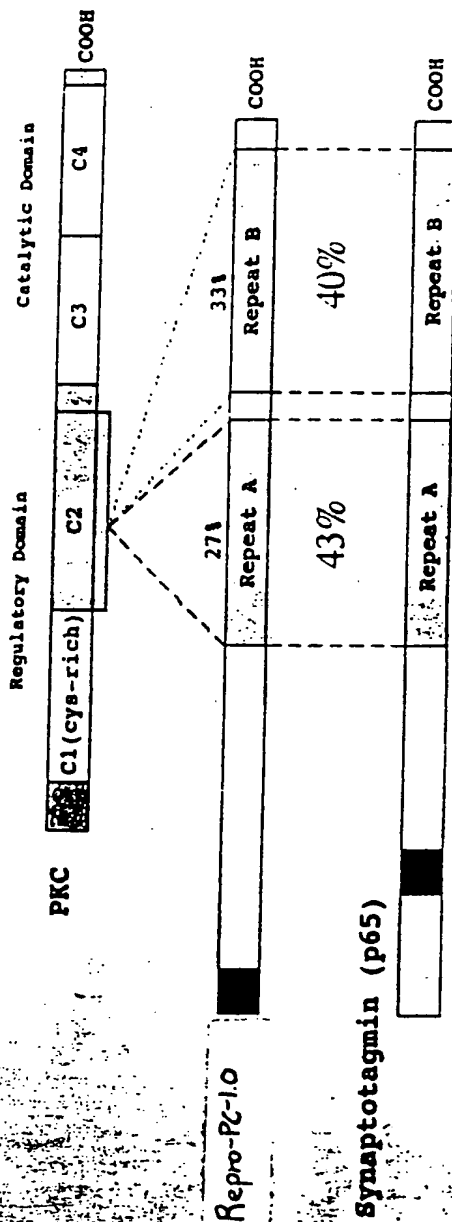 Regulatory Domain Catalytic Domain
PKC C1(cys-rich) C2 C3 C4 COOH
27% 33%
Repro-PC-1.0 Repeat A Repeat B COOH
43% 40%
Synaptotagmin (p65)
Repeat A Repeat B COOH